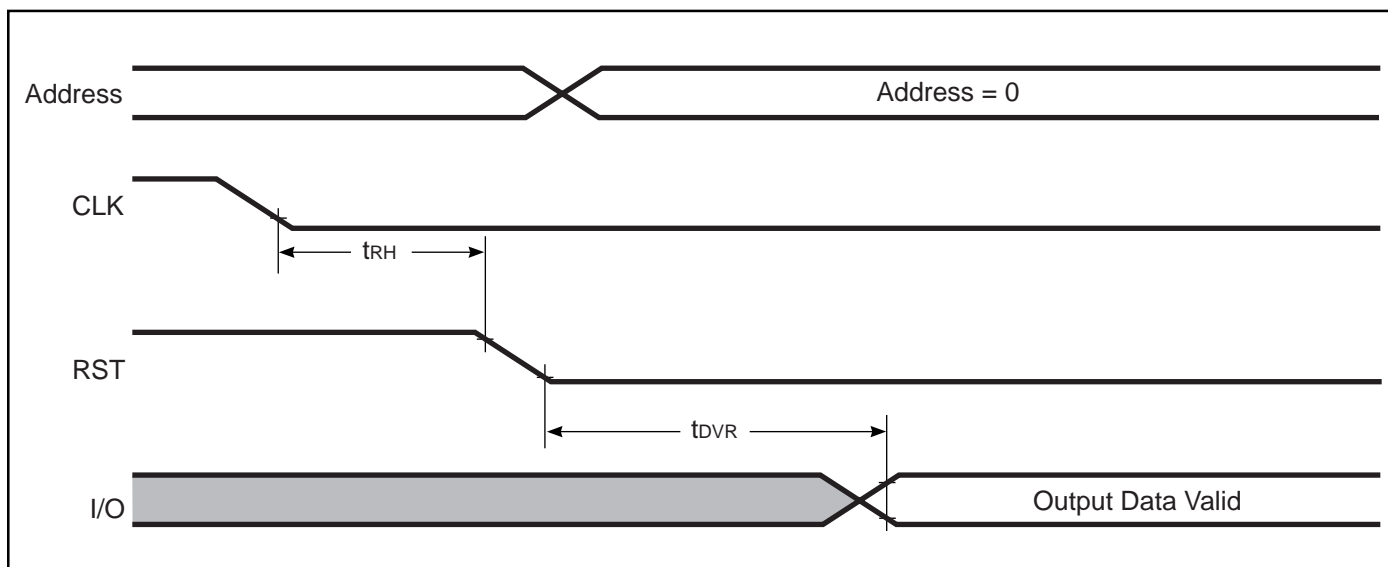 Address
Address = 0
CLK
tRH
RST
tDVR
I/O
Output Data Valid